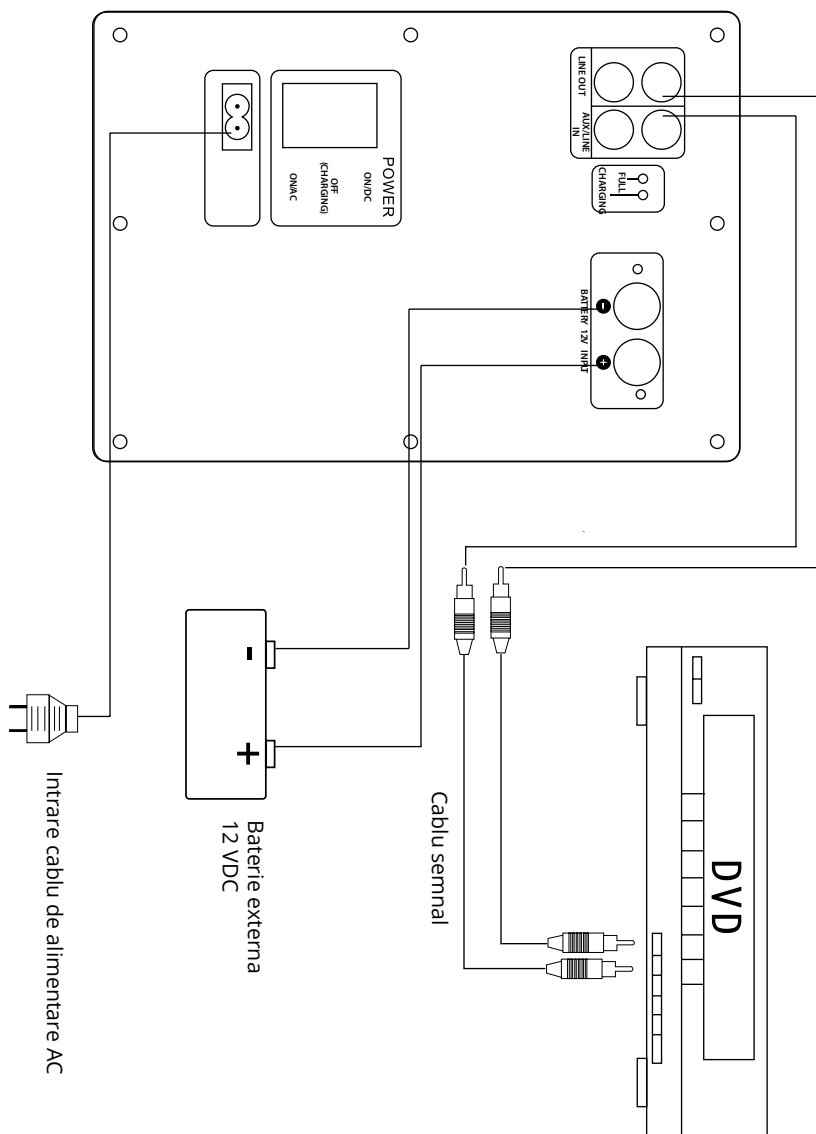 LINE OUT
AUX/LINE
IN
FULL
CHARGING
POWER
ON/DC
OFF
(CHARGING)
ON/AC
BATTERY 12V INPUT
-
+
-
+
Baterie externa
12 VDC
Cablu semnal
DVD
Intrare cablu de alimentare AC